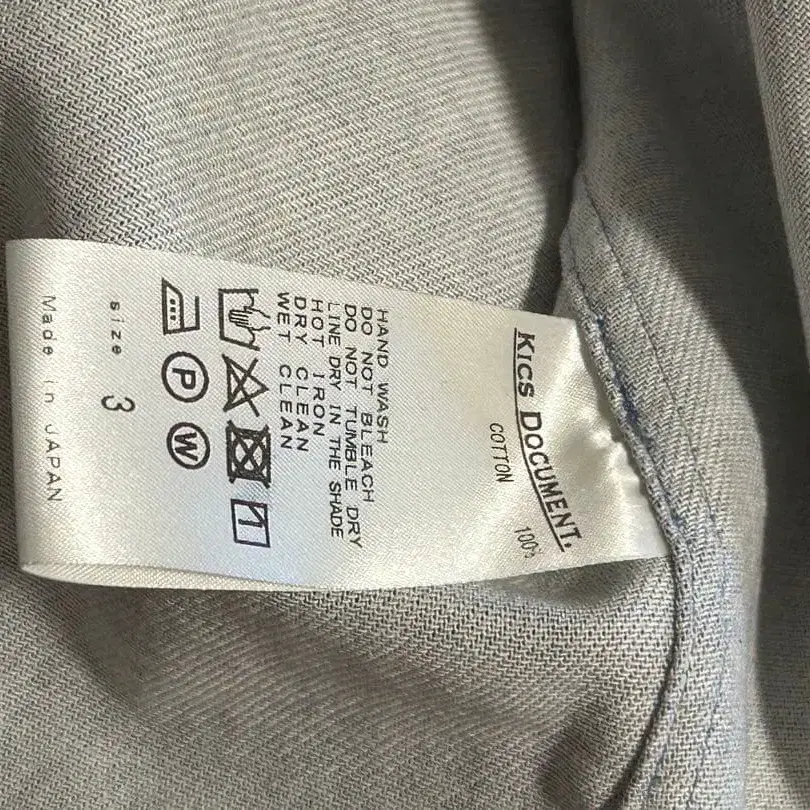 KICS DOCUMENT.
COTTON 100%
HAND WASH
DO NOT BLEACH
DO NOT TUMBLE DRY
LINE DRY IN THE SHADE
HOT IRON
DRY CLEAN
WET CLEAN
P
W
size 3
Made in JAPAN